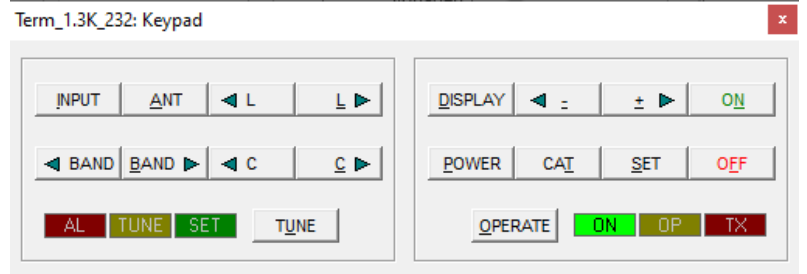 Term_1.3K_232: Keypad
x
INPUT ANT ◀ L L ▶
◀ BAND BAND ▶ ◀ C C ▶
AL TUNE SET TUNE
DISPLAY ◀ - + ▶ ON
POWER CAT SET OFF
OPERATE ON OP TX